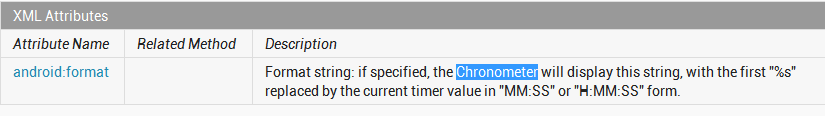 XML Attributes
Attribute Name Related Method Description
android:format Format string: if specified, the Chronometer will display this string, with the first "%s"
replaced by the current timer value in "MM:SS" or "H:MM:SS" form.